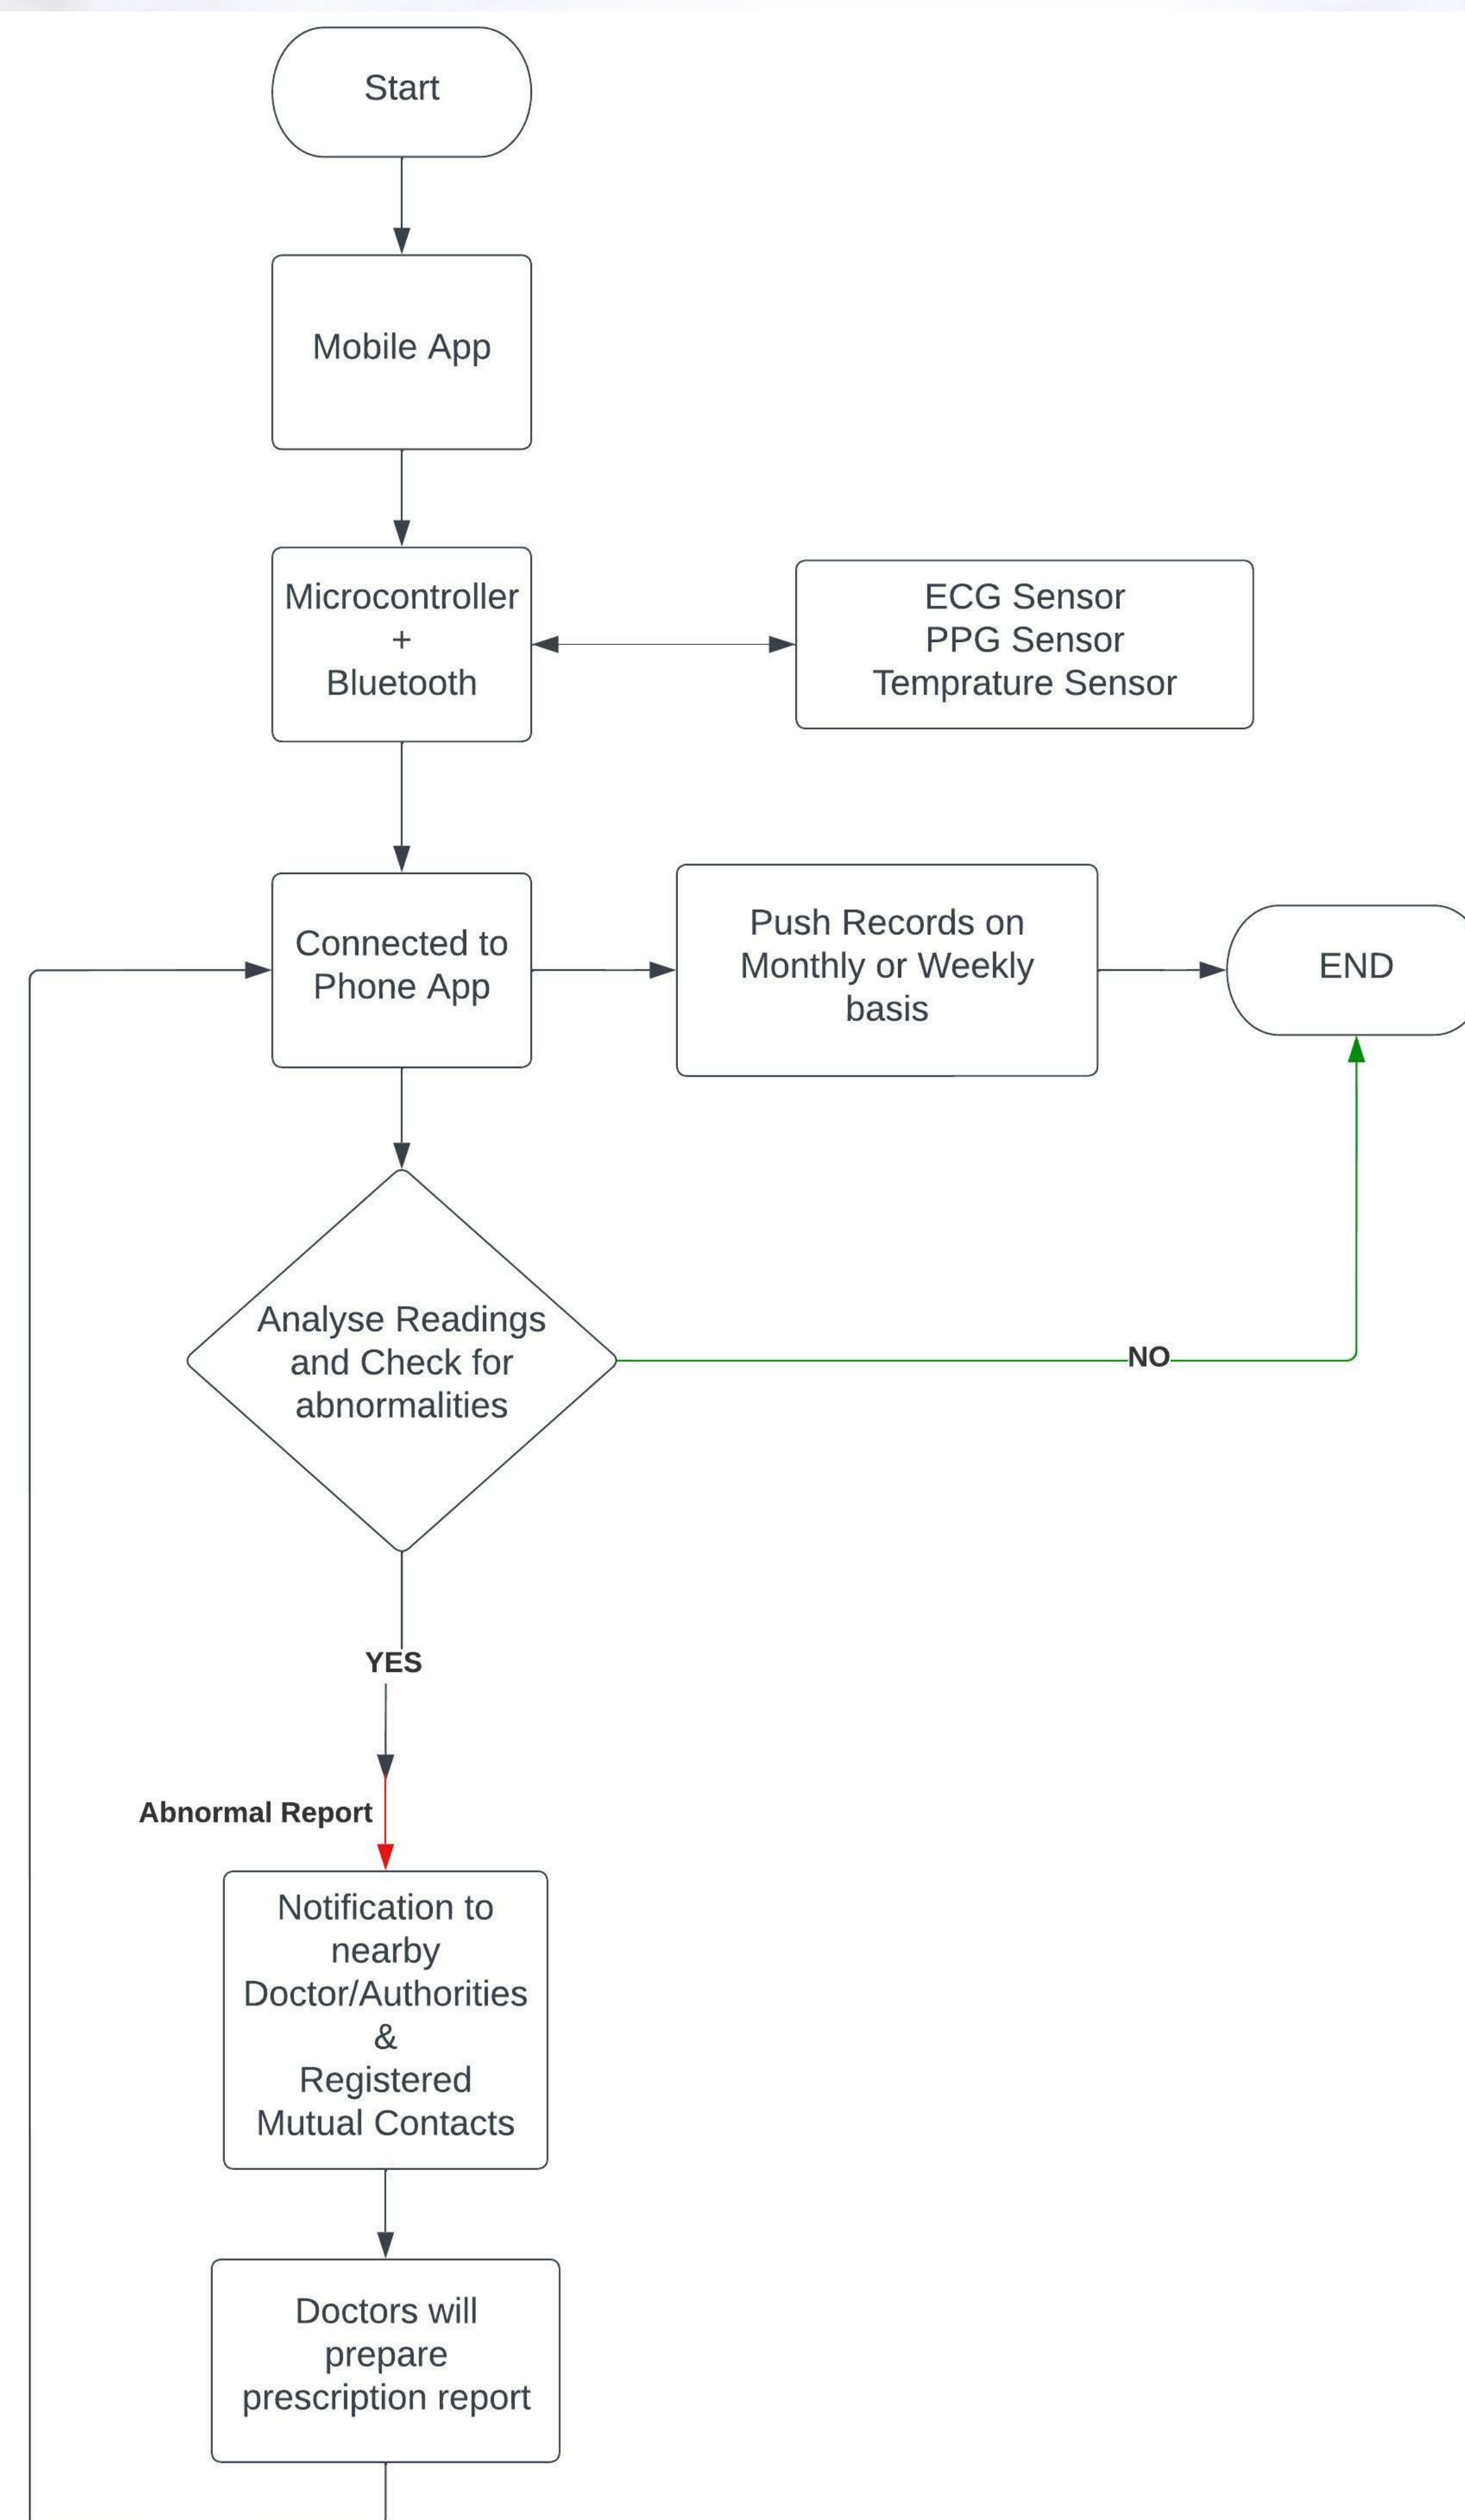 Start
Mobile App
Microcontroller
+
Bluetooth
ECG Sensor
PPG Sensor
Temprature Sensor
Connected to
Phone App
Push Records on
Monthly or Weekly
basis
END
Analyse Readings
and Check for
abnormalities
NO
YES
Abnormal Report
Notification to
nearby
Doctor/Authorities
&
Registered
Mutual Contacts
Doctors will
prepare
prescription report